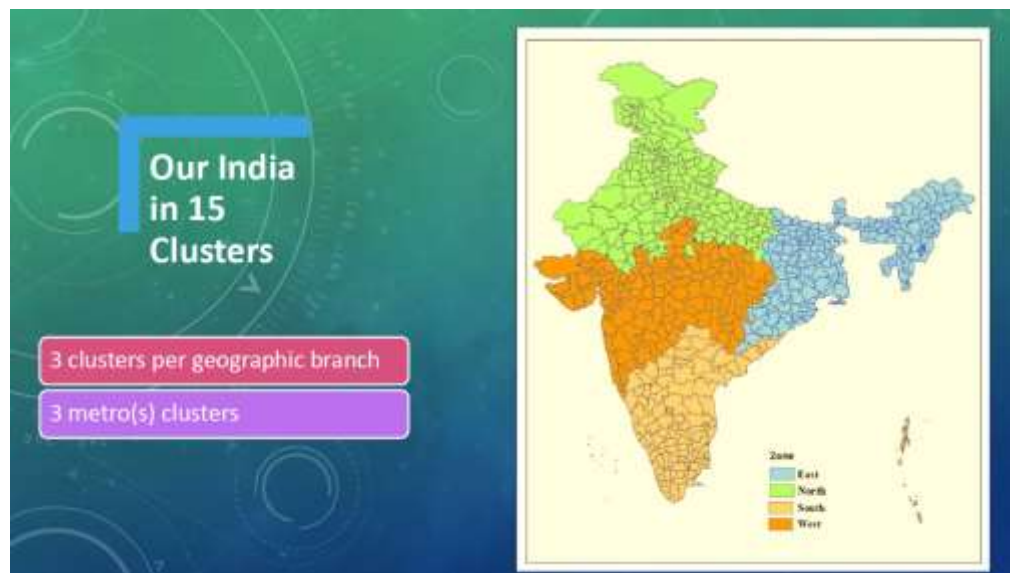 Our India
in 15
Clusters
3 clusters per geographic branch
3 metro(s) clusters
Zone
East
North
South
West